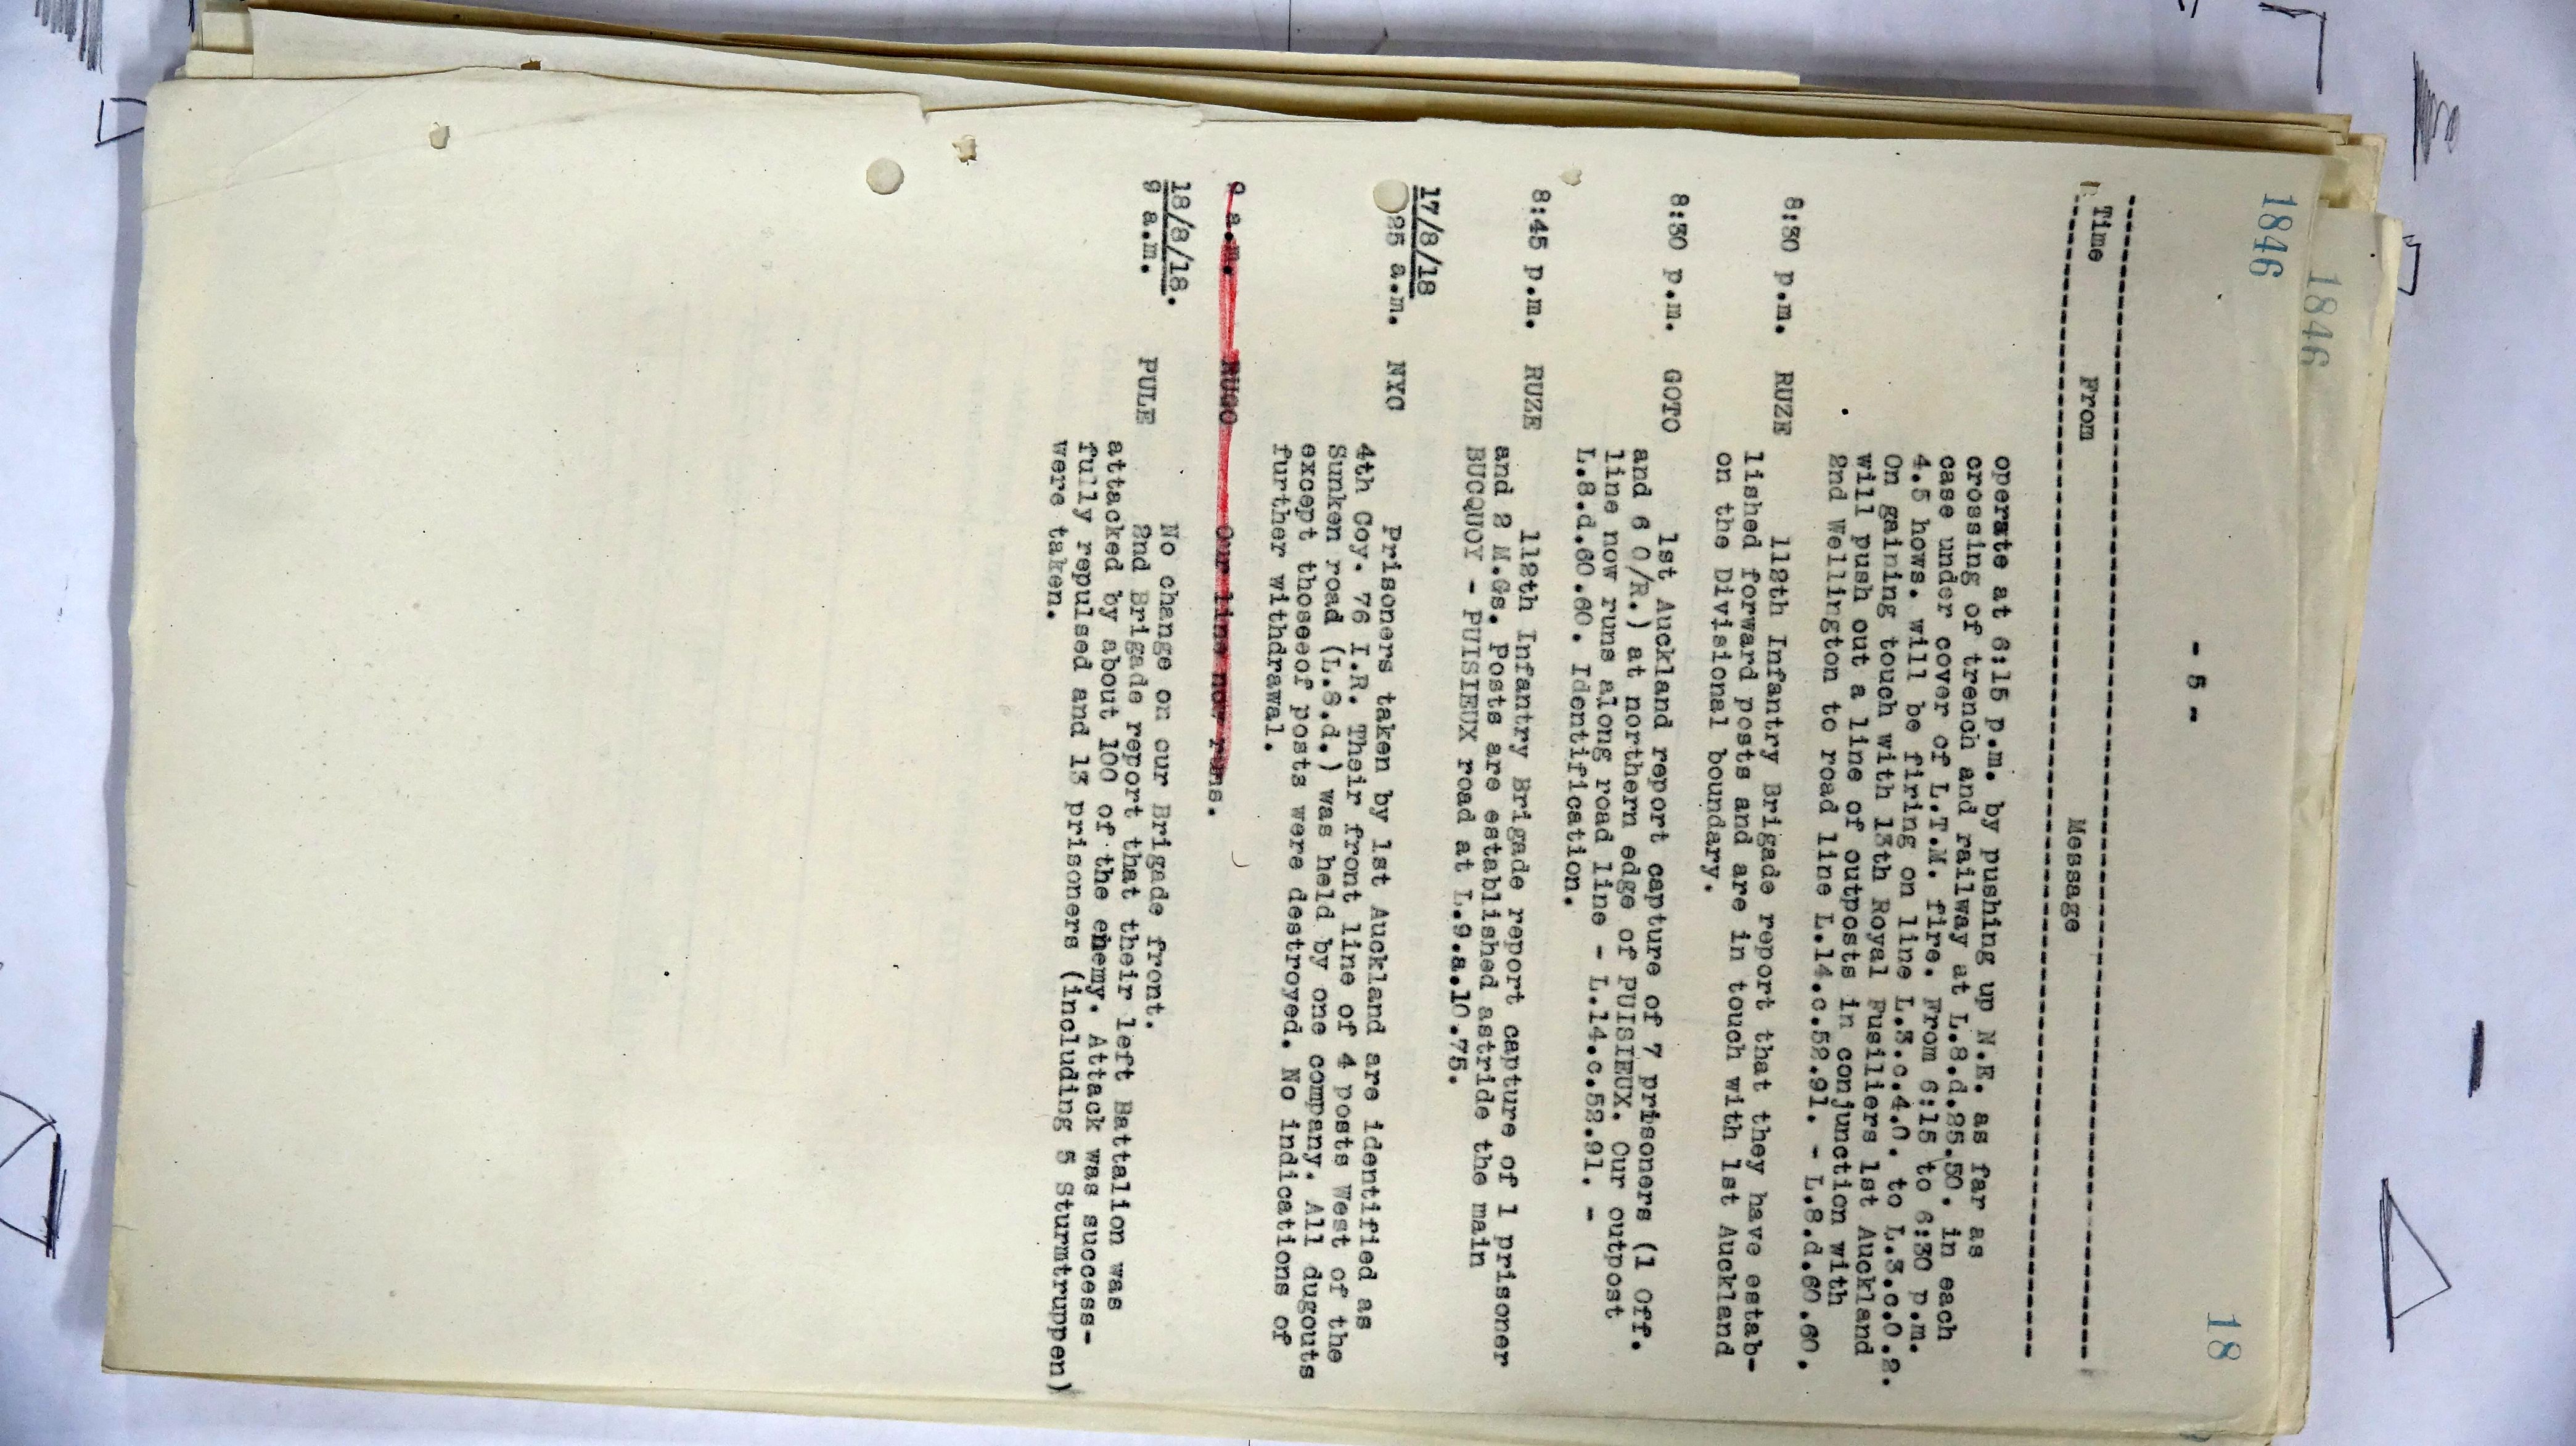 1846
1846
18
- 5 -
Time From Message
operate at 6:15 p.m. by pushing up N.E. as far as
crossing of trench and railway at L.8.d.25.50. in each
case under cover of L.T.M. fire. From 6:15 to 6:30 p.m.
4.5 hows. will be firing on line L.3.c.4.0. to L.3.c.0.2.
On gaining touch with 13th Royal Fusiliers 1st Auckland
will push out a line of outposts in conjunction with
2nd Wellington to road line L.14.c.52.91. - L.8.d.60.60.
8:30 p.m. RUZE 112th Infantry Brigade report that they have estab-
lished forward posts and are in touch with 1st Auckland
on the Divisional boundary.
8:30 p.m. GOTO 1st Auckland report capture of 7 prisoners (1 Off.
and 6 O/R.) at northern edge of PUISIEUX. Our outpost
line now runs along road line - L.14.c.52.91. -
L.8.d.60.60. Identification.
8:45 p.m. RUZE 112th Infantry Brigade report capture of 1 prisoner
and 2 M.Gs. Posts are established astride the main
BUCQUOY - PUISIEUX road at L.9.a.10.75.
17/8/18
25 a.m. NYC Prisoners taken by 1st Auckland are identified as
4th Coy. 76 I.R. Their front line of 4 posts West of the
Sunken road (L.8.d.) was held by one company. All dugouts
except thoseeof posts were destroyed. No indications of
further withdrawal.
a.m. Our line now runs.
18/8/18.
9 a.m. PULE No change on our Brigade front.
2nd Brigade report that their left Battalion was
attacked by about 100 of the enemy. Attack was success-
fully repulsed and 13 prisoners (including 5 Sturmtruppen)
were taken.